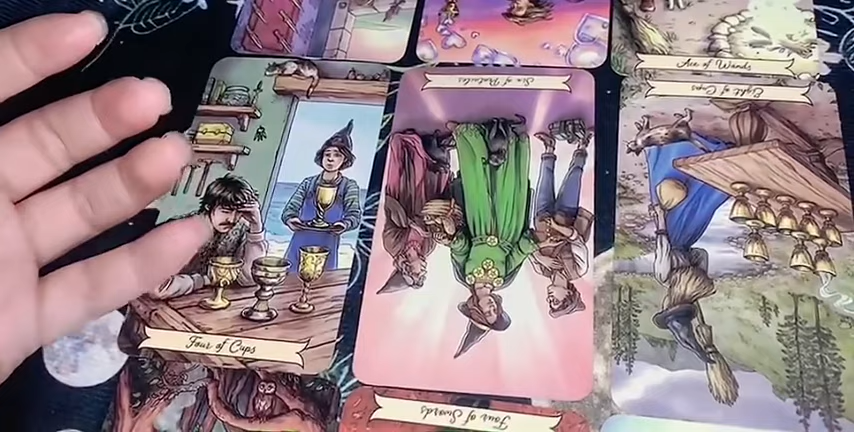 Ace of Wands
Six of Pentacles
Eight of Cups
Four of Cups
Four of Swords